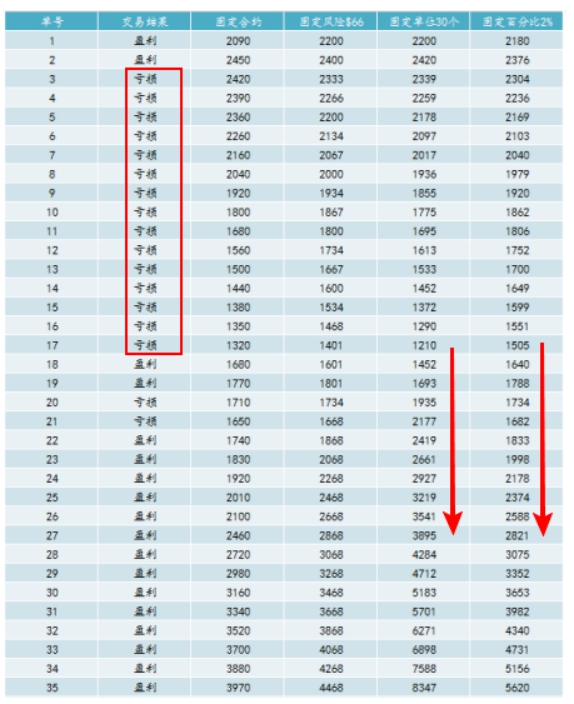 单号 交易结果 固定合约 固定风险$66 固定单位30个 固定百分比2%
1 盈利 2090 2200 2200 2180
2 盈利 2450 2400 2420 2376
3 亏损 2420 2333 2339 2304
4 亏损 2390 2266 2259 2236
5 亏损 2360 2200 2178 2169
6 亏损 2260 2134 2097 2103
7 亏损 2160 2067 2017 2040
8 亏损 2040 2000 1936 1979
9 亏损 1920 1934 1855 1920
10 亏损 1800 1867 1775 1862
11 亏损 1680 1800 1695 1806
12 亏损 1560 1734 1613 1752
13 亏损 1500 1667 1533 1700
14 亏损 1440 1600 1452 1649
15 亏损 1380 1534 1372 1599
16 亏损 1350 1468 1290 1551
17 亏损 1320 1401 1210 1505
18 盈利 1680 1601 1452 1640
19 盈利 1770 1801 1693 1788
20 亏损 1710 1734 1935 1734
21 亏损 1650 1668 2177 1682
22 盈利 1740 1868 2419 1833
23 盈利 1830 2068 2661 1998
24 盈利 1920 2268 2927 2178
25 盈利 2010 2468 3219 2374
26 盈利 2100 2668 3541 2588
27 盈利 2460 2868 3895 2821
28 盈利 2720 3068 4284 3075
29 盈利 2980 3268 4712 3352
30 盈利 3160 3468 5183 3653
31 盈利 3340 3668 5701 3982
32 盈利 3520 3868 6271 4340
33 盈利 3700 4068 6898 4731
34 盈利 3880 4268 7588 5156
35 盈利 3970 4468 8347 5620